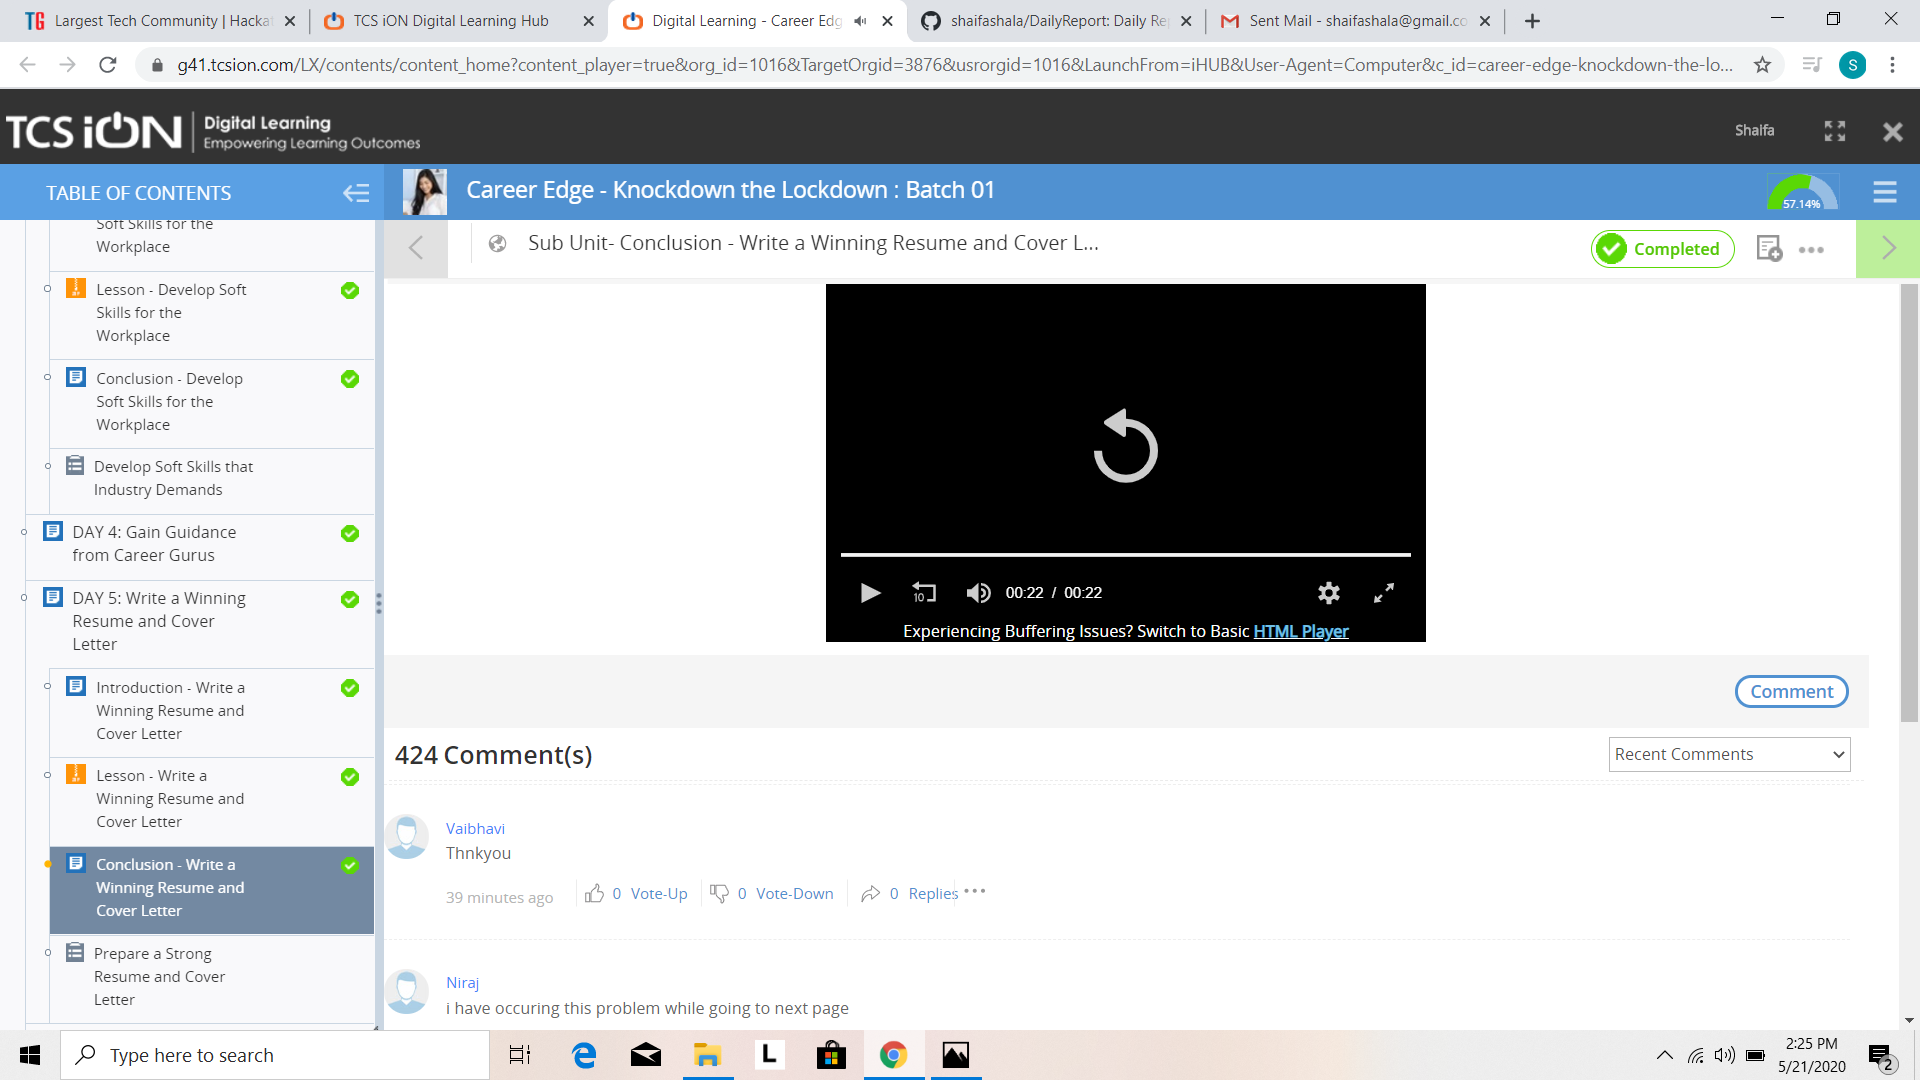 Largest Tech Community | Hacka
TCS iON Digital Learning Hub
Digital Learning - Career Edg
shaifashala/DailyReport: Daily Re
Sent Mail - shaifashala@gmail.co
g41.tcsion.com/LX/contents/content_home?content_player=true&org_id=1016&TargetOrgid=3876&usrorgid=1016&LaunchFrom=iHUB&User-Agent=Computer&c_id=career-edge-knockdown-the-lo...
S
TCS iON
Digital Learning
Empowering Learning Outcomes
Shaifa
TABLE OF CONTENTS
Career Edge - Knockdown the Lockdown : Batch 01
57.14%
Soft Skills for the
Workplace
Lesson - Develop Soft
Skills for the
Workplace
Conclusion - Develop
Soft Skills for the
Workplace
Develop Soft Skills that
Industry Demands
DAY 4: Gain Guidance
from Career Gurus
DAY 5: Write a Winning
Resume and Cover
Letter
Introduction - Write a
Winning Resume and
Cover Letter
Lesson - Write a
Winning Resume and
Cover Letter
Conclusion - Write a
Winning Resume and
Cover Letter
Prepare a Strong
Resume and Cover
Letter
Sub Unit- Conclusion - Write a Winning Resume and Cover L...
Completed
10
00:22 / 00:22
Experiencing Buffering Issues? Switch to Basic HTML Player
Comment
424 Comment(s)
Recent Comments
Vaibhavi
Thnkyou
39 minutes ago
0 Vote-Up
0 Vote-Down
0 Replies
Niraj
i have occuring this problem while going to next page
Type here to search
L
2:25 PM
5/21/2020
2